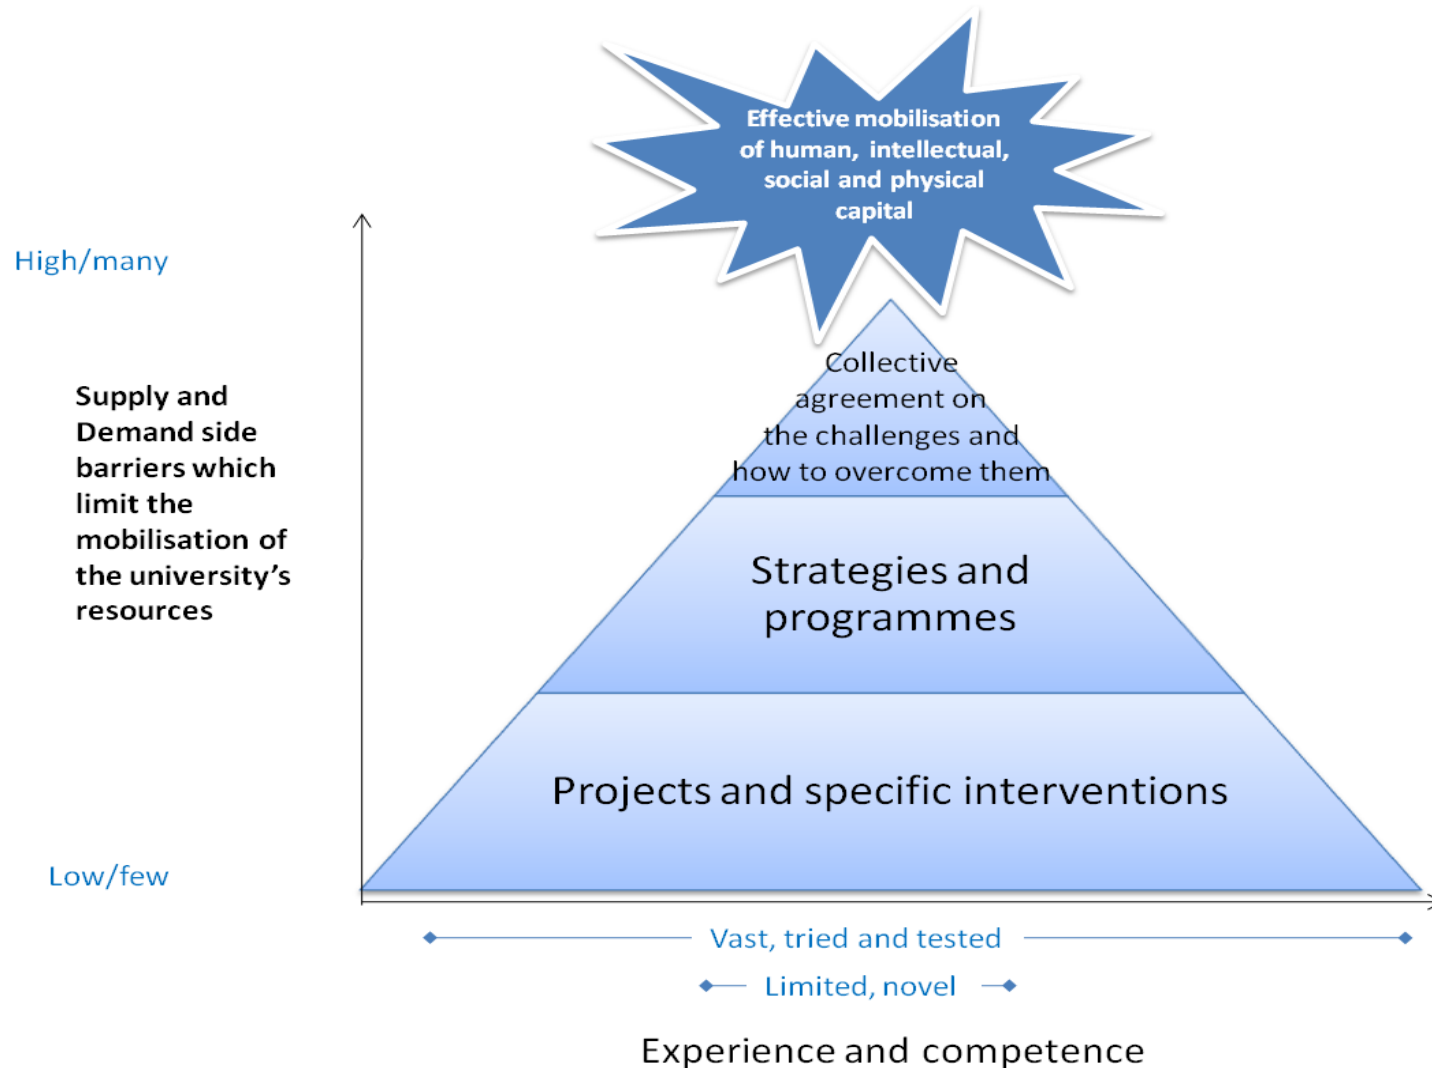 Effective mobilisation
of human, intellectual,
social and physical
capital
High/many
Supply and
Demand side
barriers which
limit the
mobilisation of
the university's
resources
Collective
agreement on
the challenges and
how to overcome them
Strategies and
programmes
Projects and specific interventions
Low/few
Vast, tried and tested
Limited, novel
Experience and competence